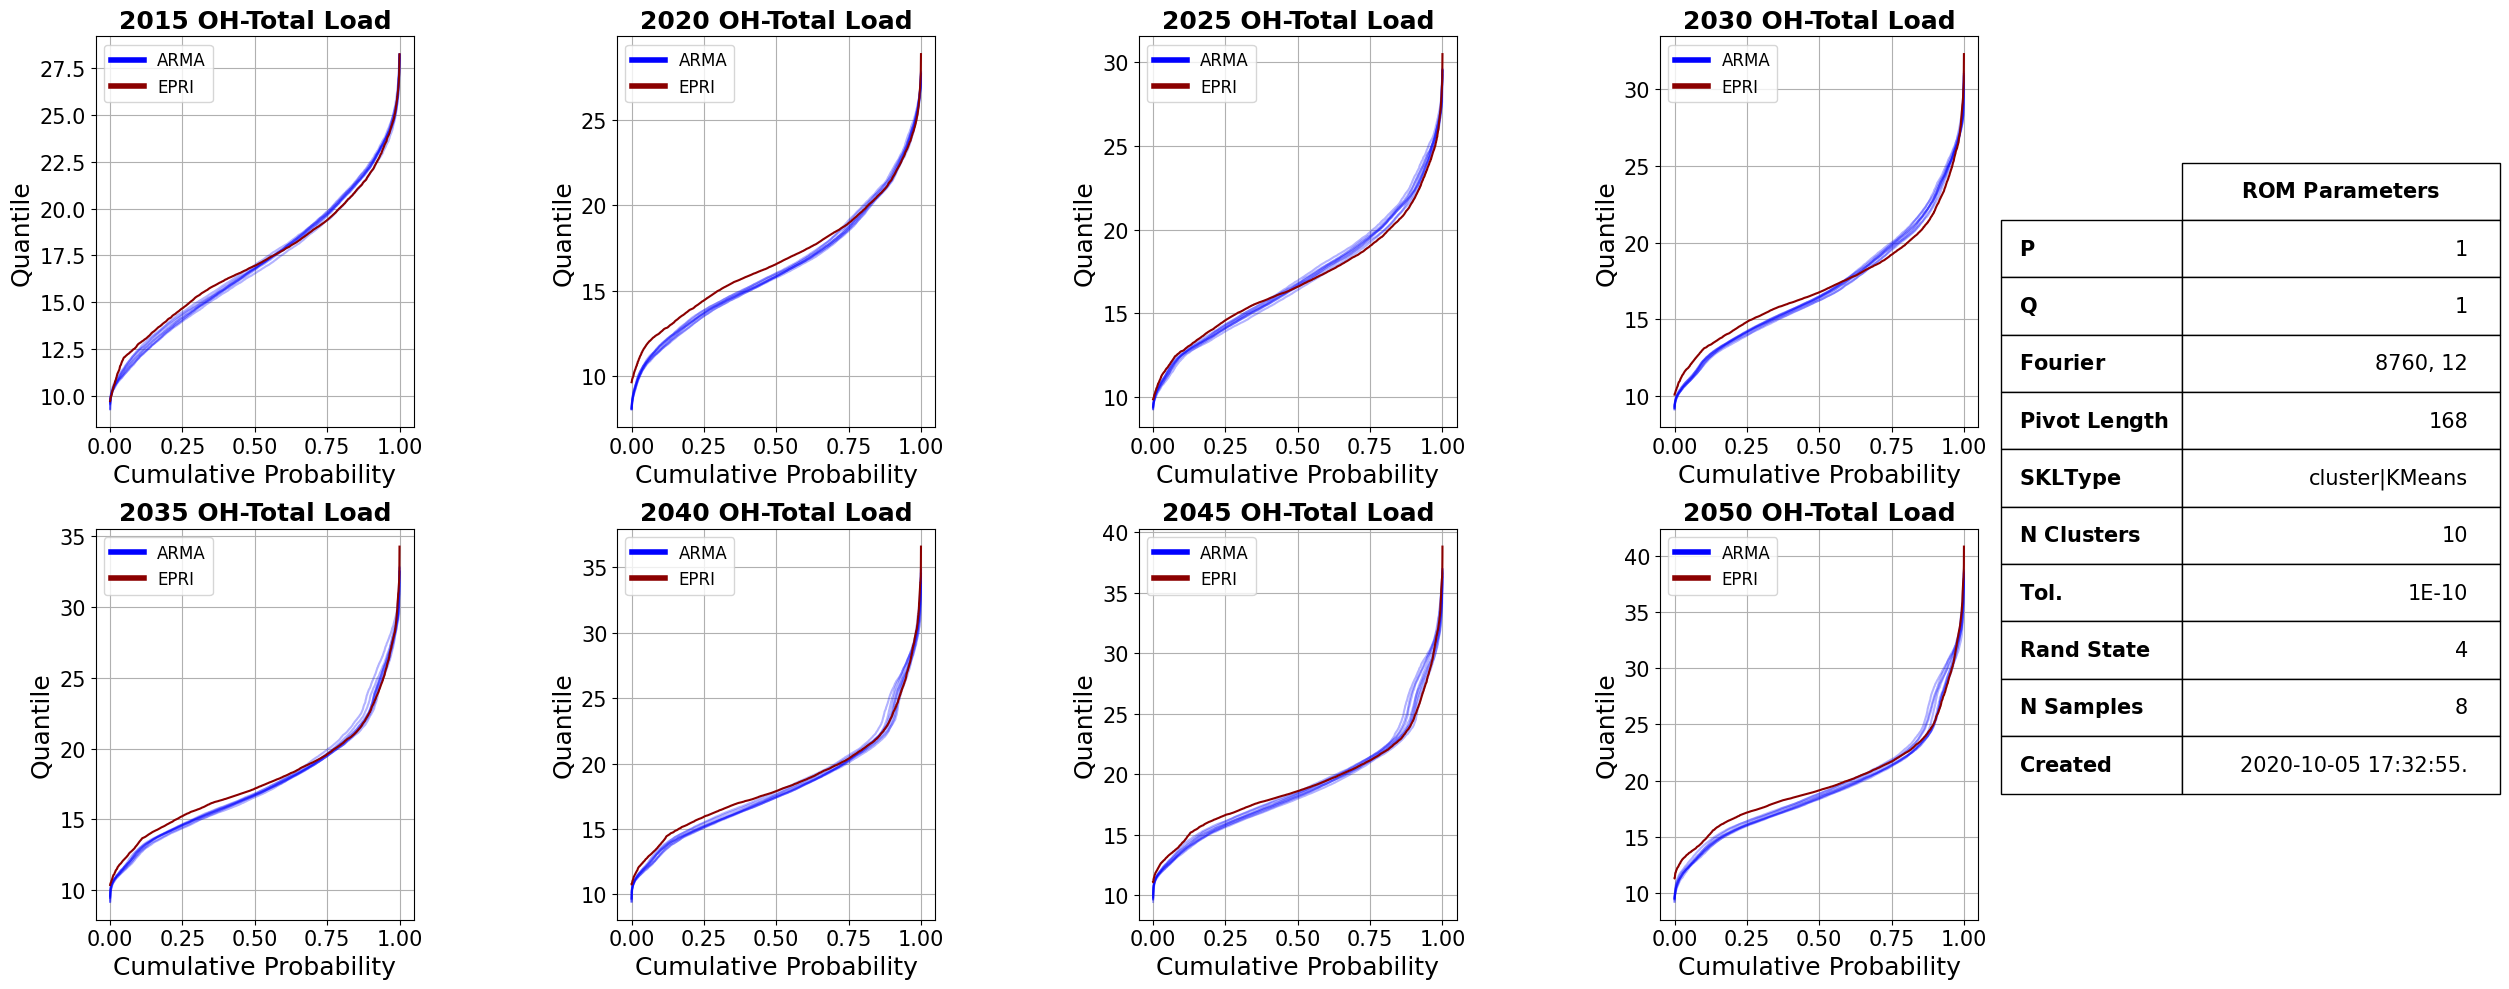 2015 OH-Total Load
ARMA
EPRI
27.5
25.0
22.5
20.0
17.5
15.0
12.5
10.0
Quantile
0.00 0.25 0.50 0.75 1.00
Cumulative Probability
2020 OH-Total Load
ARMA
EPRI
25
20
15
10
Quantile
0.00 0.25 0.50 0.75 1.00
Cumulative Probability
2025 OH-Total Load
ARMA
EPRI
30
25
20
15
10
Quantile
0.00 0.25 0.50 0.75 1.00
Cumulative Probability
2030 OH-Total Load
ARMA
EPRI
30
25
20
15
10
Quantile
0.00 0.25 0.50 0.75 1.00
Cumulative Probability
2035 OH-Total Load
ARMA
EPRI
35
30
25
20
15
10
Quantile
0.00 0.25 0.50 0.75 1.00
Cumulative Probability
2040 OH-Total Load
ARMA
EPRI
35
30
25
20
15
10
Quantile
0.00 0.25 0.50 0.75 1.00
Cumulative Probability
2045 OH-Total Load
ARMA
EPRI
40
35
30
25
20
15
10
Quantile
0.00 0.25 0.50 0.75 1.00
Cumulative Probability
2050 OH-Total Load
ARMA
EPRI
40
35
30
25
20
15
10
Quantile
0.00 0.25 0.50 0.75 1.00
Cumulative Probability
ROM Parameters
P 1
Q 1
Fourier 8760, 12
Pivot Length 168
SKLType cluster|KMeans
N Clusters 10
Tol. 1E-10
Rand State 4
N Samples 8
Created 2020-10-05 17:32:55.